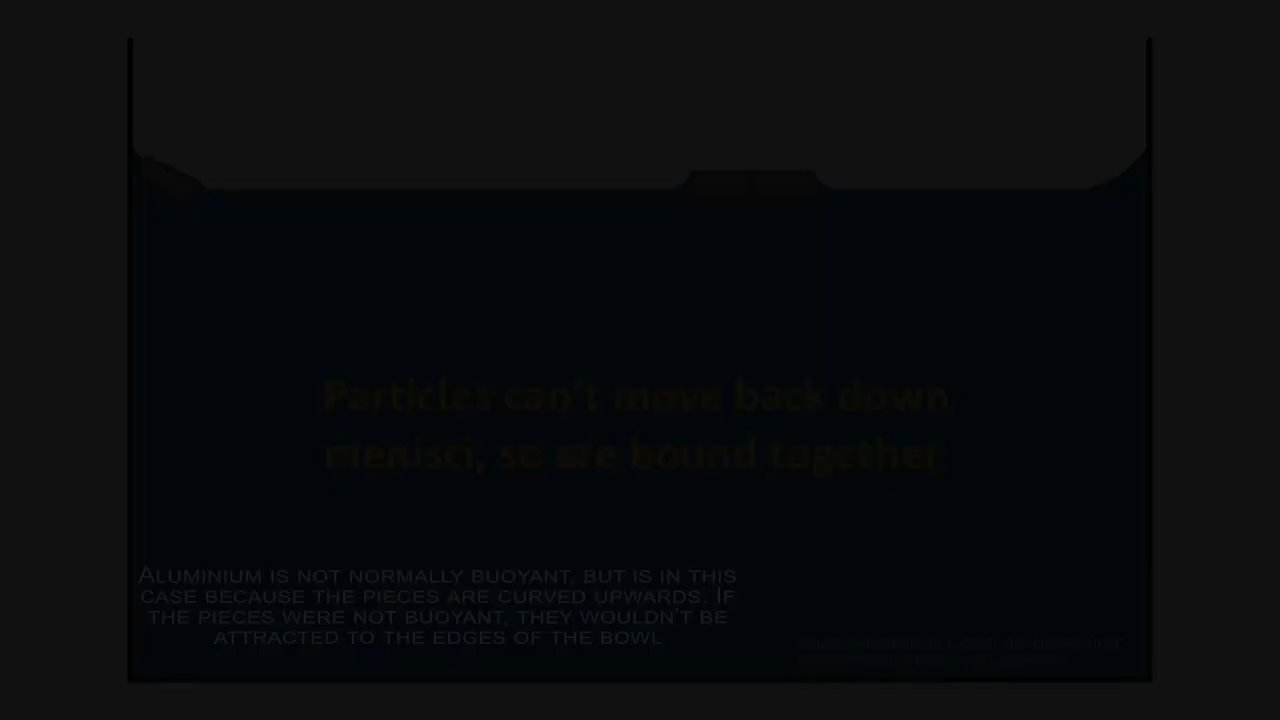 Particles can't move back down
menisci, so are bound together
Aluminium is not normally buoyant, but is in this
case because the pieces are curved upwards. If
the pieces were not buoyant, they wouldn't be
attracted to the edges of the bowl